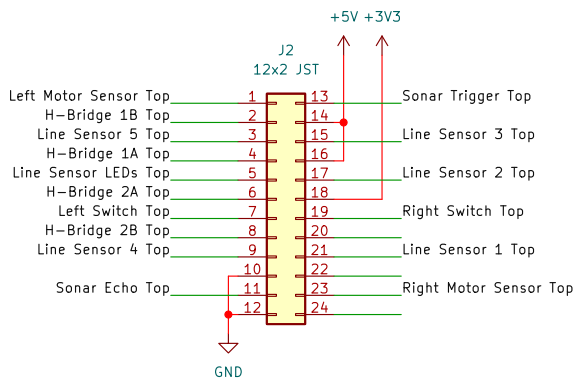 +5V +3V3
J2
12x2 JST
Left Motor Sensor Top 1 13 Sonar Trigger Top
H-Bridge 1B Top 2 14
Line Sensor 5 Top 3 15 Line Sensor 3 Top
H-Bridge 1A Top 4 16
Line Sensor LEDs Top 5 17 Line Sensor 2 Top
H-Bridge 2A Top 6 18
Left Switch Top 7 19 Right Switch Top
H-Bridge 2B Top 8 20
Line Sensor 4 Top 9 21 Line Sensor 1 Top
10 22
Sonar Echo Top 11 23 Right Motor Sensor Top
12 24
GND